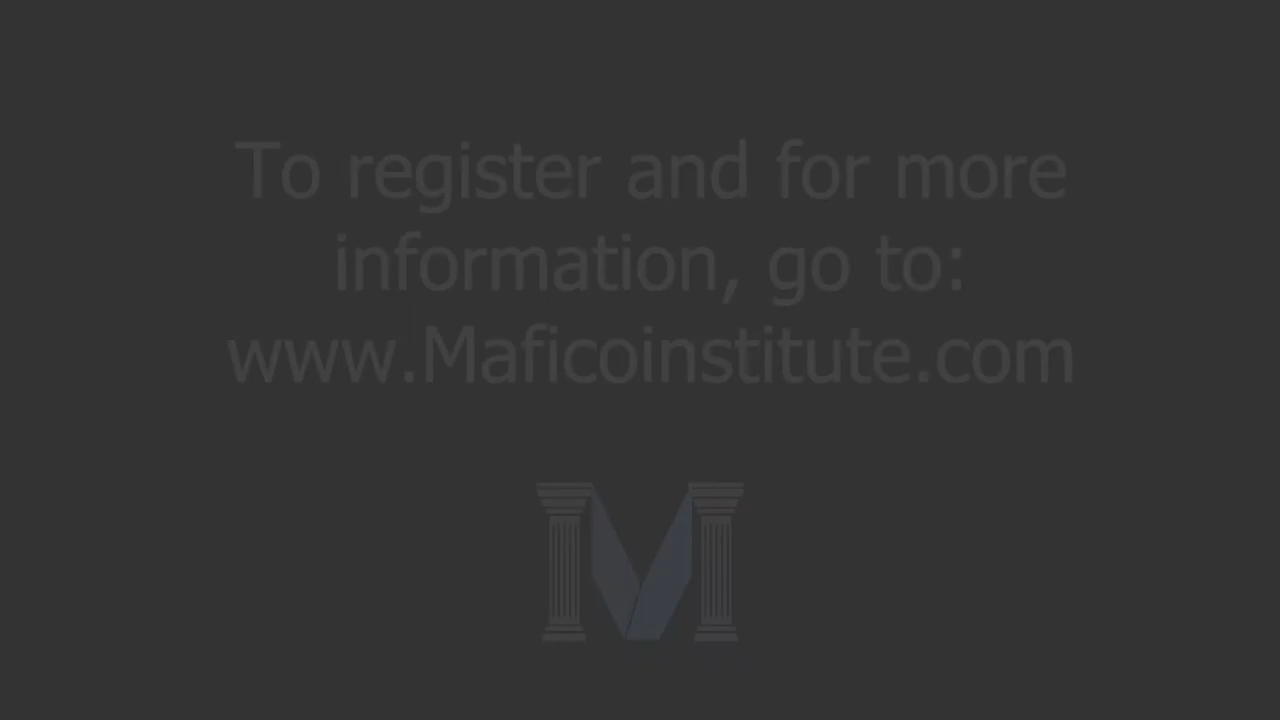 To register and for more
information, go to:
www.Maficoinstitute.com